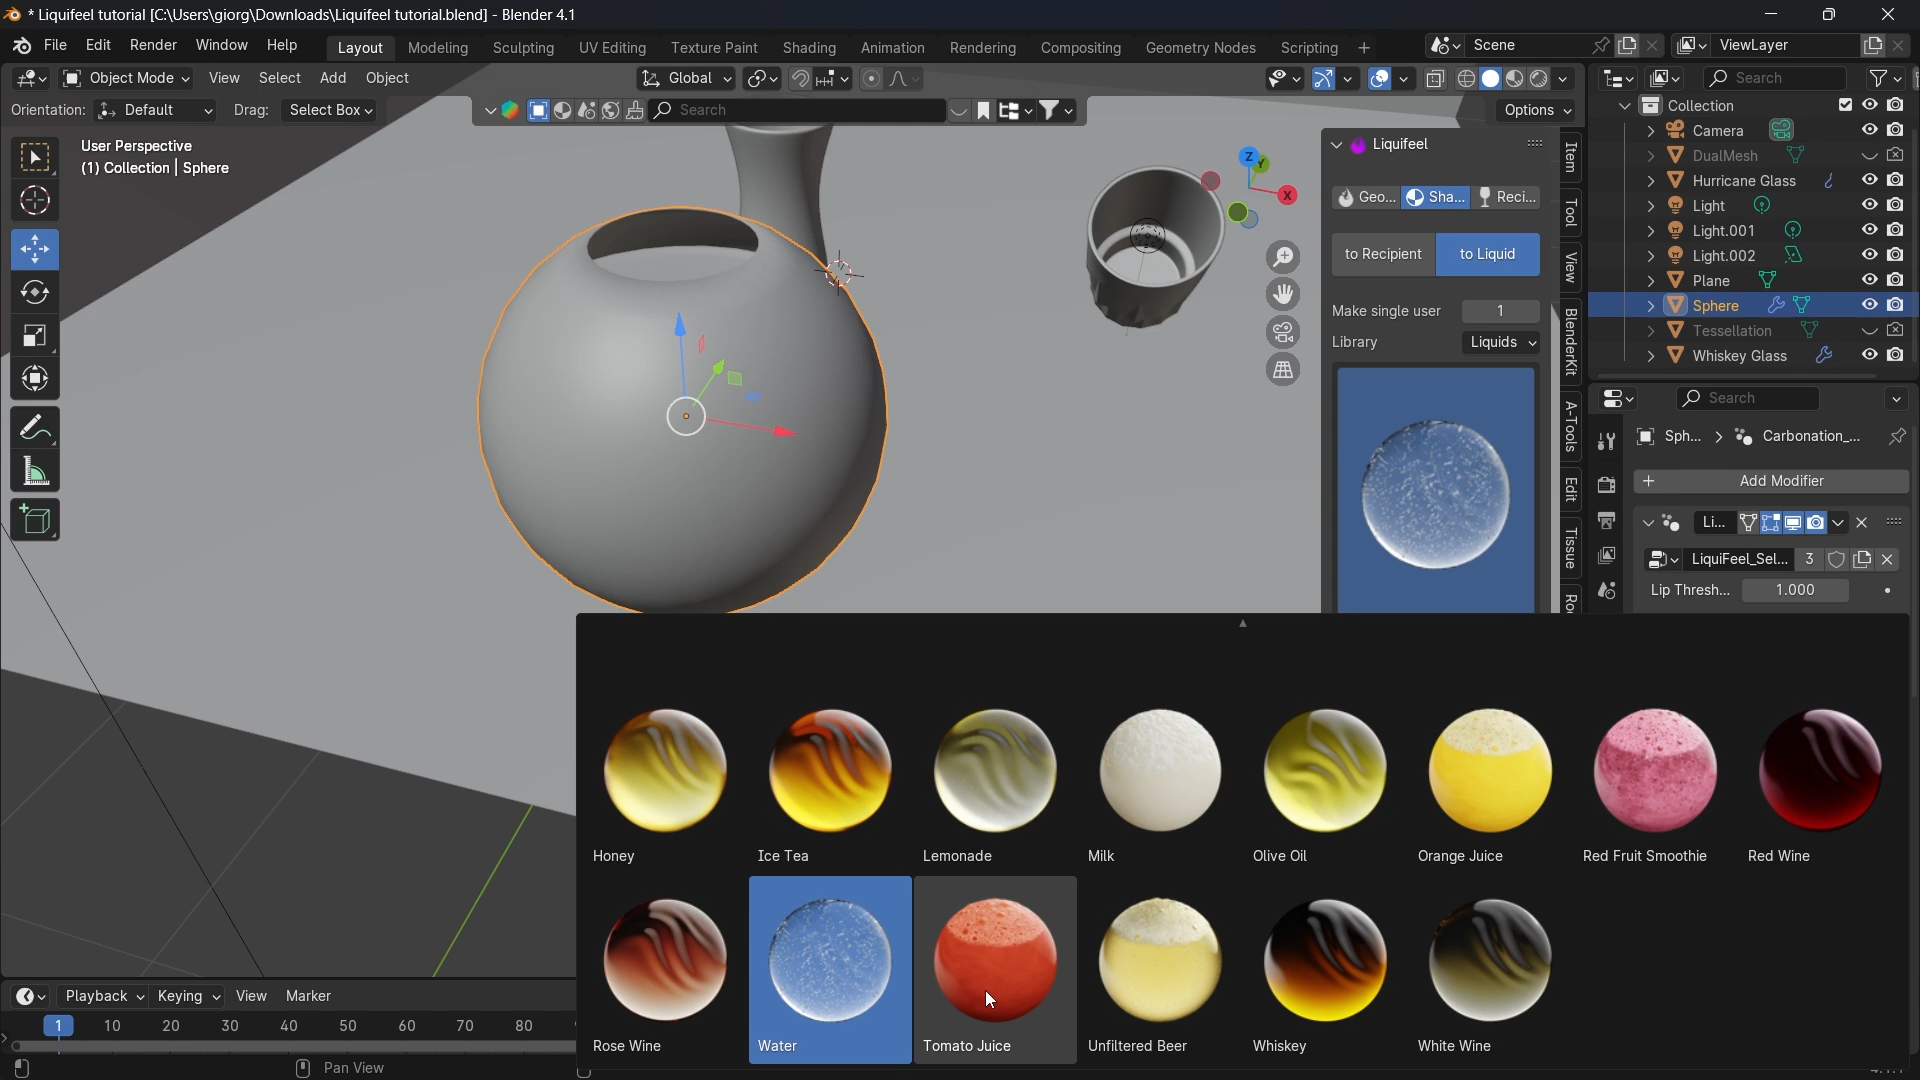 * Liquifeel tutorial [C:\Users\giorg\Downloads\Liquifeel tutorial.blend] - Blender 4.1
File Edit Render Window Help Layout Modeling Sculpting UV Editing Texture Paint Shading Animation Rendering Compositing Geometry Nodes Scripting + Scene ViewLayer
Object Mode View Select Add Object Global Search
Orientation: Default Drag: Select Box Search Options
User Perspective
(1) Collection | Sphere
Z
Y
X
Liquifeel
Geo... Sha... Reci...
to Recipient to Liquid
Make single user 1
Library Liquids
Item
Tool
View
BlenderKit
A-Tools
Edit
Tissue
Collection
Camera
DualMesh
Hurricane Glass
Light
Light.001
Light.002
Plane
Sphere
Tessellation
Whiskey Glass
Search
Sph... Carbonation_...
Add Modifier
Li...
LiquiFeel_Sel... 3
Lip Thresh... 1.000
Honey Ice Tea Lemonade Milk Olive Oil Orange Juice Red Fruit Smoothie Red Wine
Rose Wine Water Tomato Juice Unfiltered Beer Whiskey White Wine
Playback Keying View Marker
1 10 20 30 40 50 60 70 80
Pan View